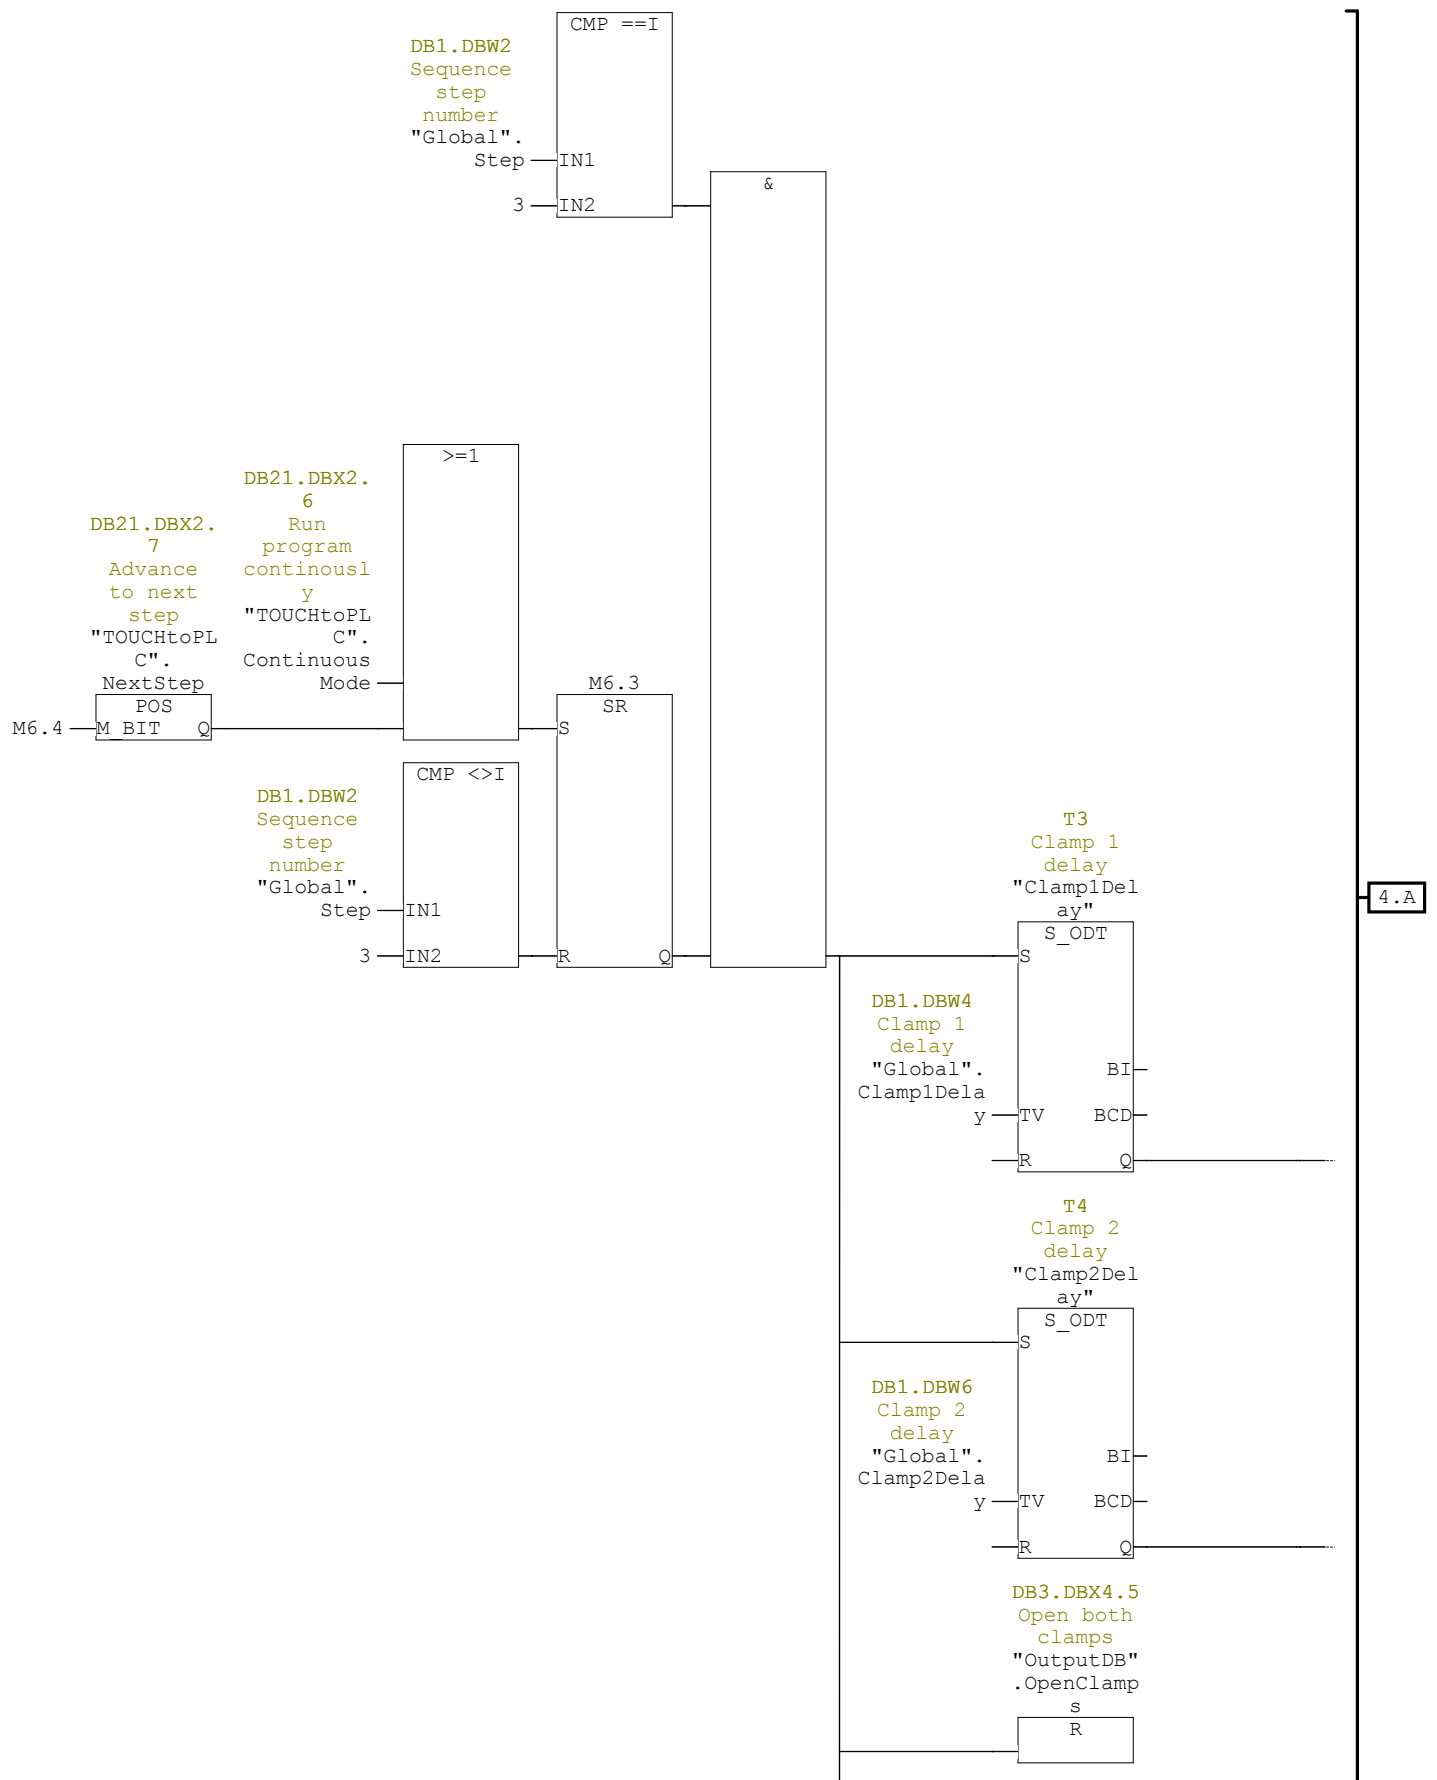 CMP ==I
DB1.DBW2
Sequence
step
number
"Global".
Step
IN1
3
IN2
&
>=1
DB21.DBX2.
6
Run
program
continousl
y
"TOUCHtoPL
C".
Continuous
Mode
DB21.DBX2.
7
Advance
to next
step
"TOUCHtoPL
C".
NextStep
POS
M6.4
M_BIT
Q
M6.3
SR
S
R
Q
CMP <>I
DB1.DBW2
Sequence
step
number
"Global".
Step
IN1
3
IN2
T3
Clamp 1
delay
"Clamp1Del
ay"
S_ODT
S
DB1.DBW4
Clamp 1
delay
"Global".
Clamp1Dela
y
BI
TV
BCD
R
Q
4.A
T4
Clamp 2
delay
"Clamp2Del
ay"
S_ODT
S
DB1.DBW6
Clamp 2
delay
"Global".
Clamp2Dela
y
BI
TV
BCD
R
Q
DB3.DBX4.5
Open both
clamps
"OutputDB"
.OpenClamp
s
R